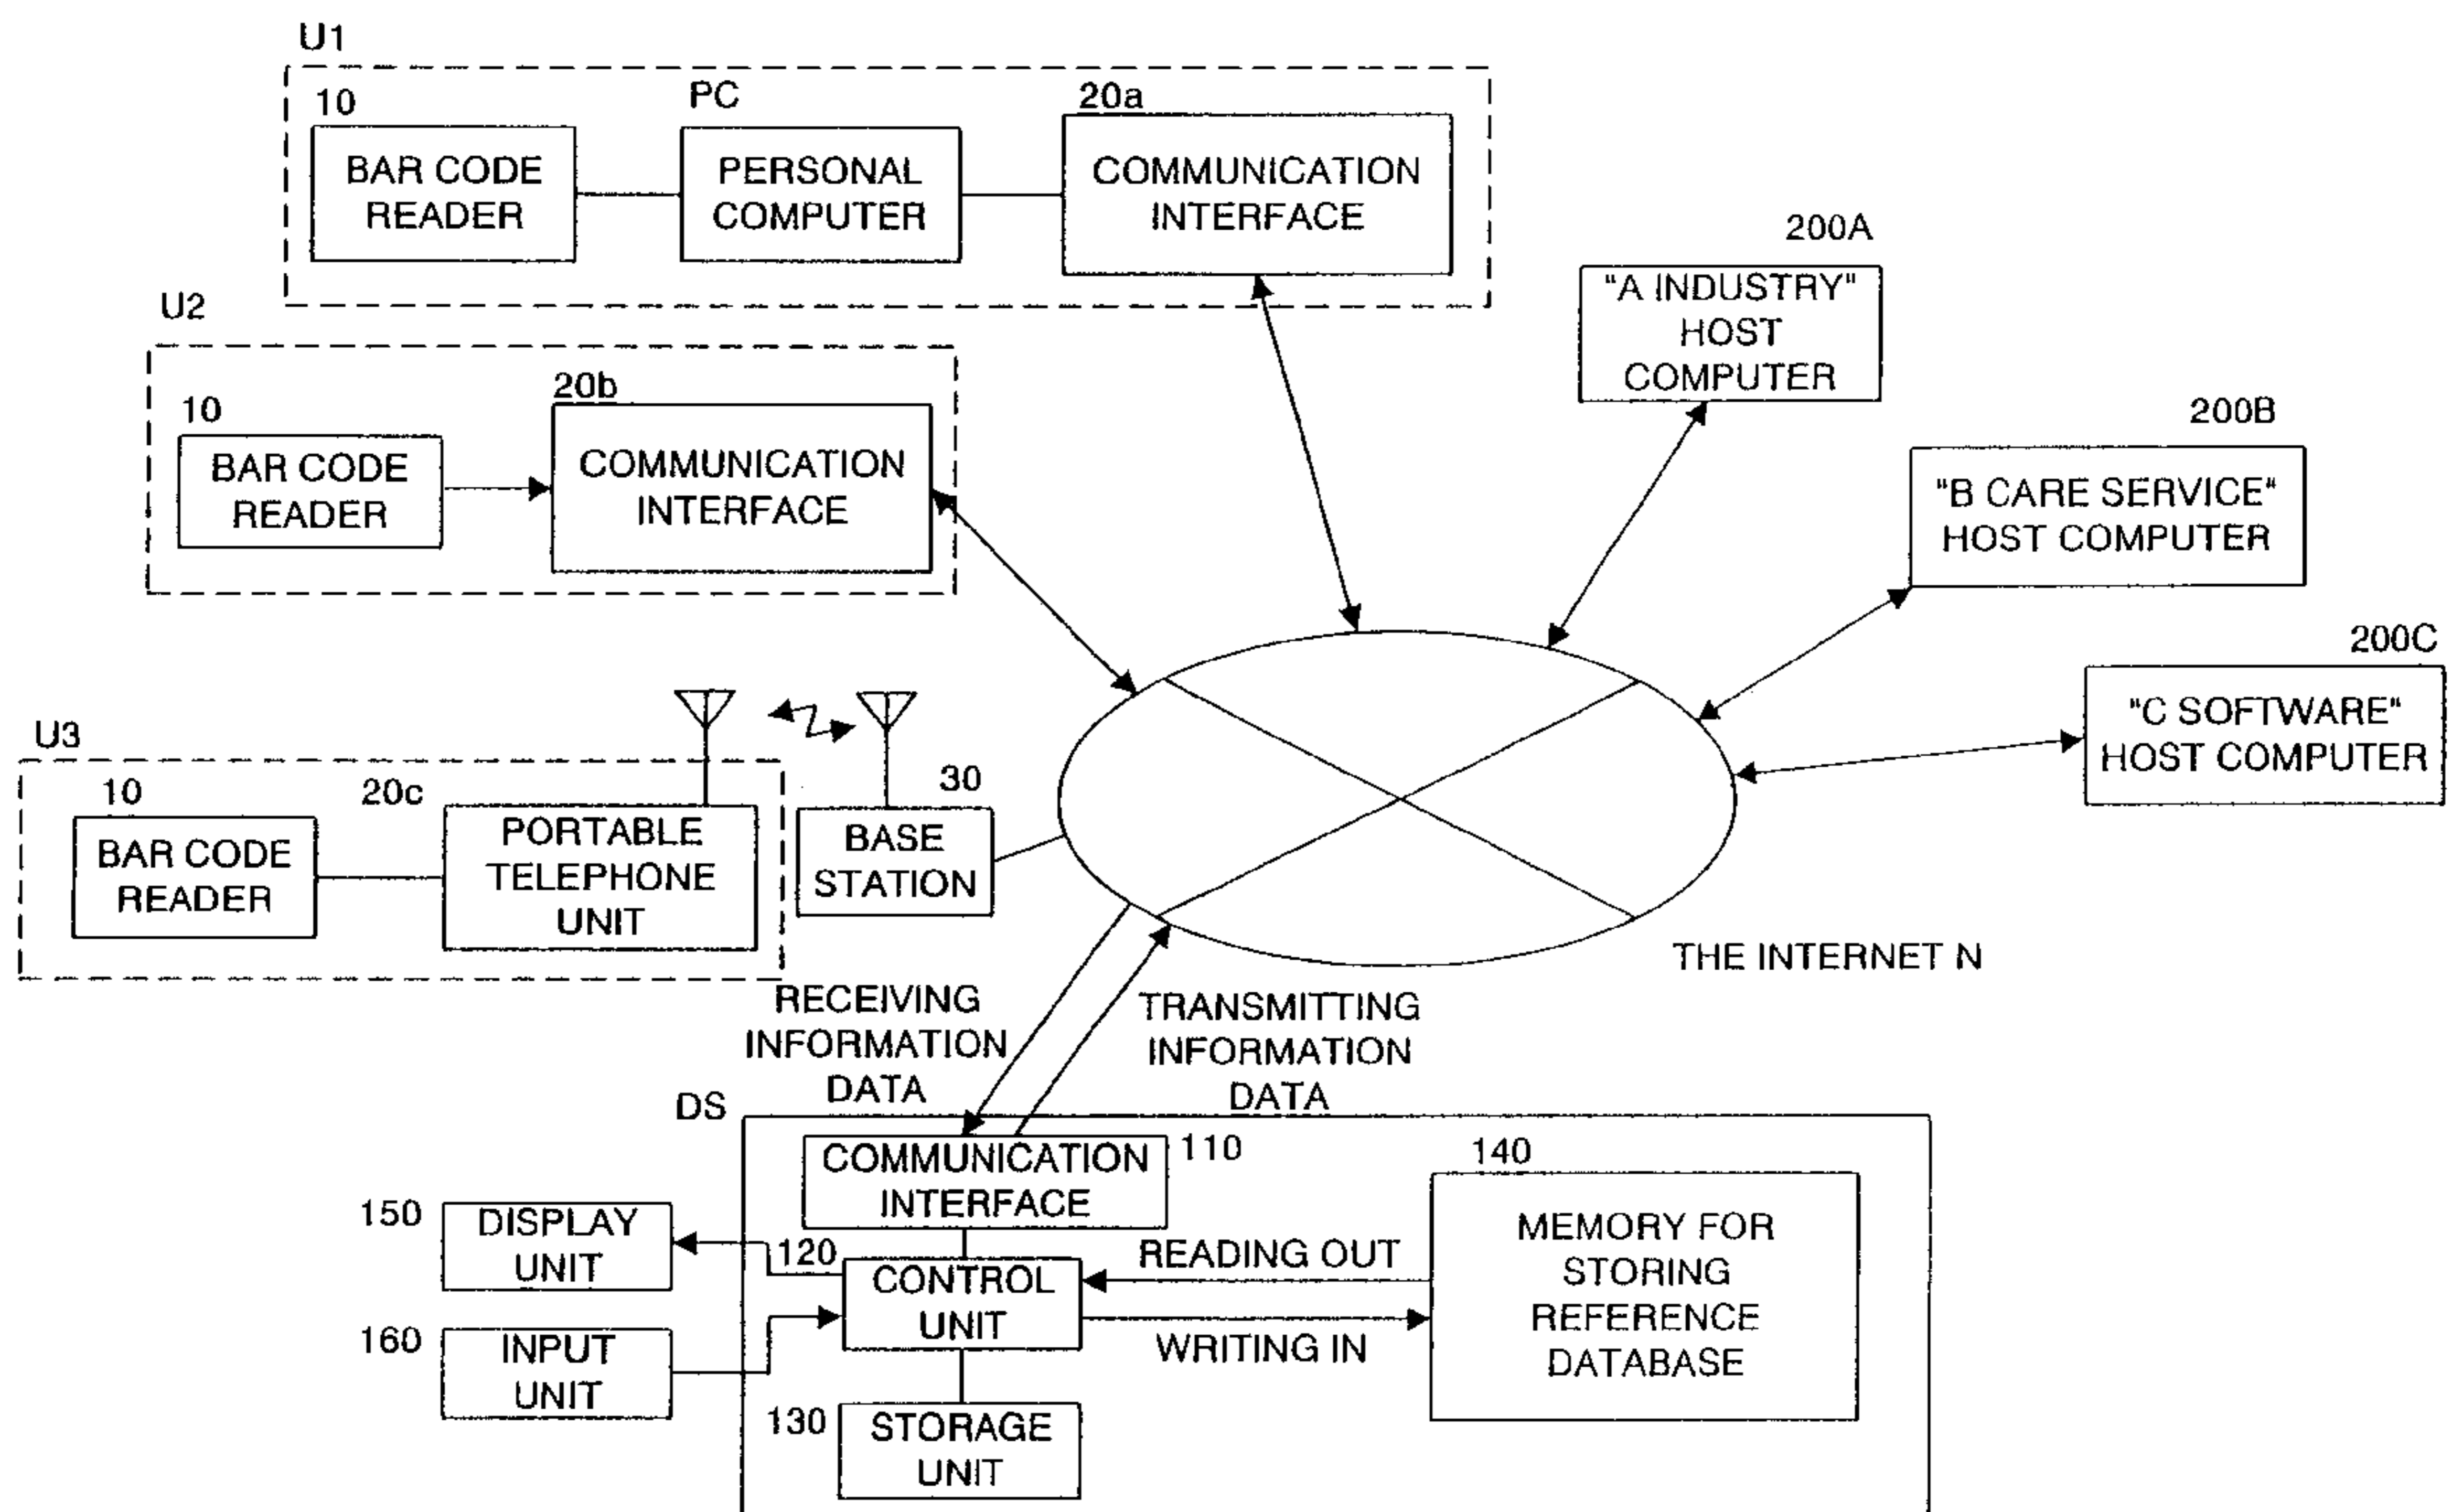 U1
10
PC
20a
BAR CODE
READER
PERSONAL
COMPUTER
COMMUNICATION
INTERFACE
200A
"A INDUSTRY"
HOST
COMPUTER
U2
10
20b
BAR CODE
READER
COMMUNICATION
INTERFACE
200B
"B CARE SERVICE"
HOST COMPUTER
200C
"C SOFTWARE"
HOST COMPUTER
U3
10
20c
30
BAR CODE
READER
PORTABLE
TELEPHONE
UNIT
BASE
STATION
THE INTERNET N
RECEIVING
INFORMATION
DATA
TRANSMITTING
INFORMATION
DATA
DS
COMMUNICATION
INTERFACE
110
140
150
DISPLAY
UNIT
120
CONTROL
UNIT
READING OUT
WRITING IN
MEMORY FOR
STORING
REFERENCE
DATABASE
160
INPUT
UNIT
130
STORAGE
UNIT